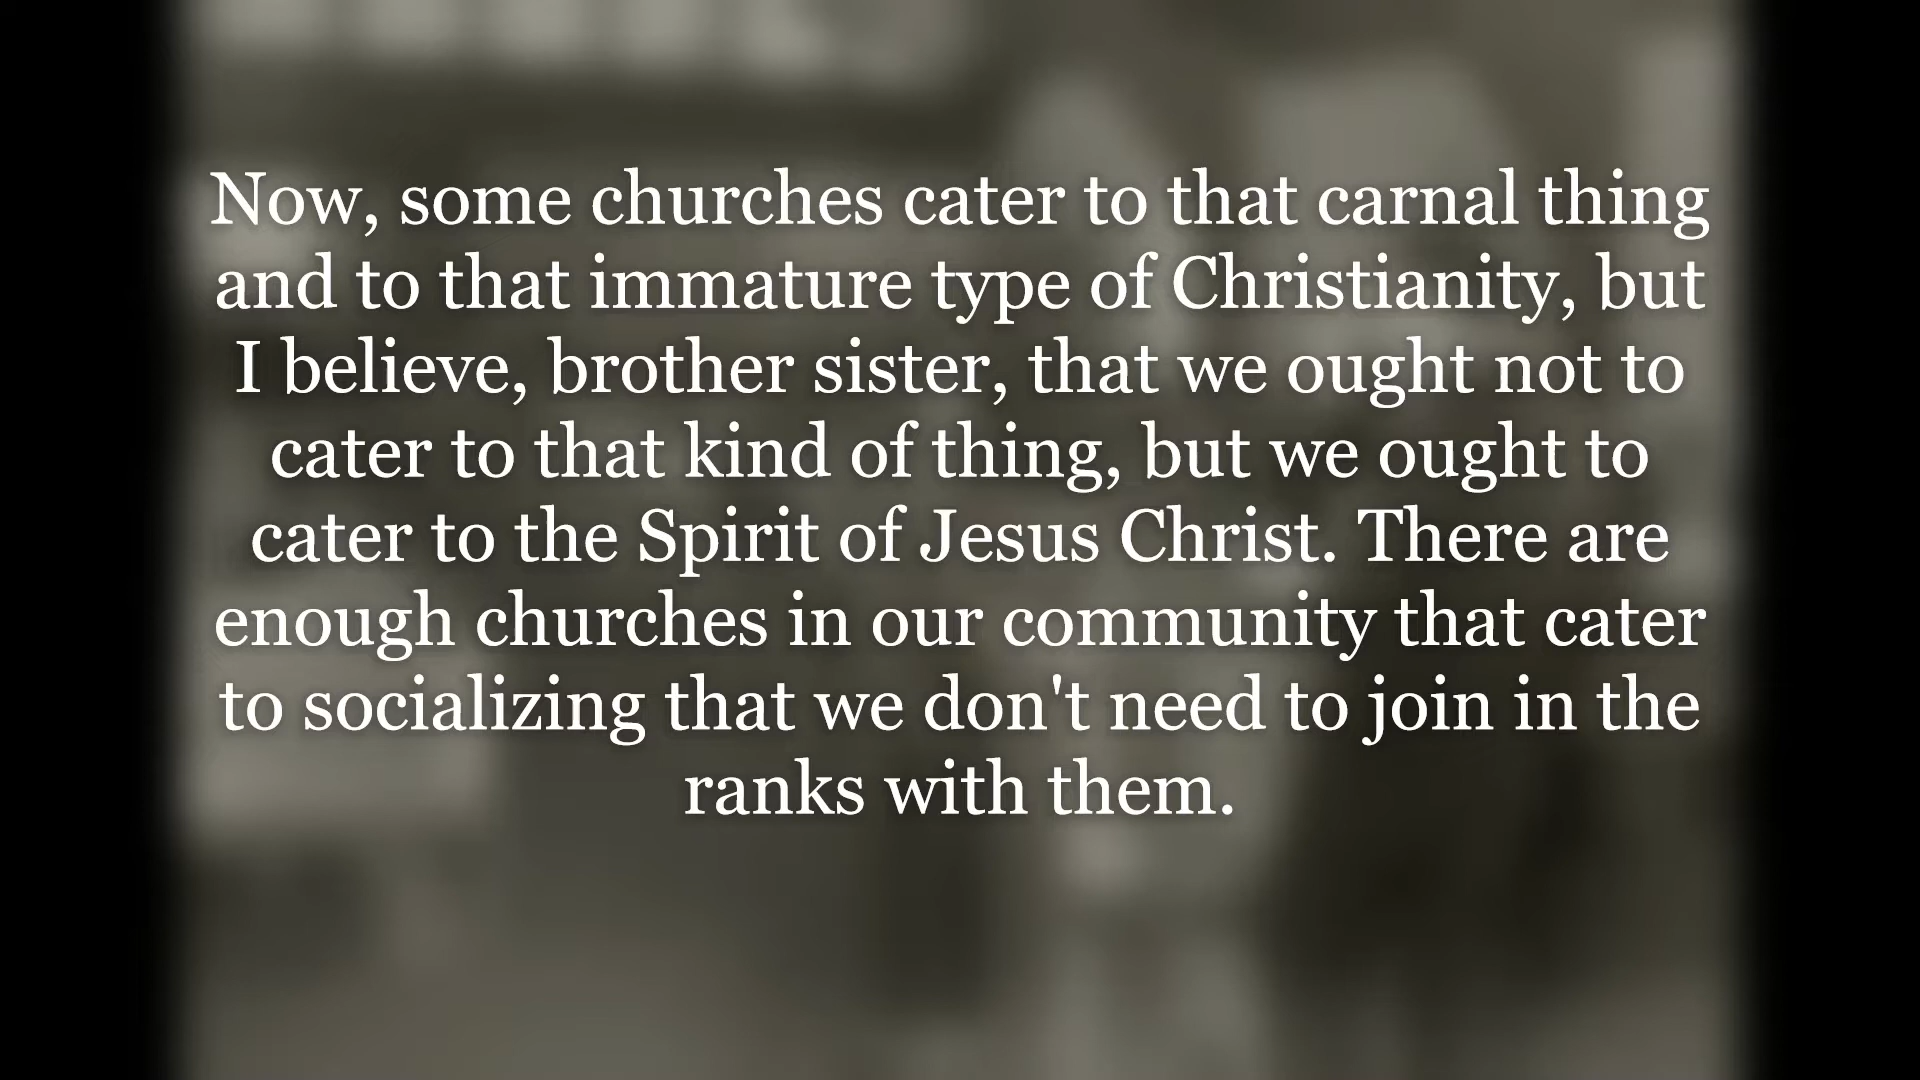 Now, some churches cater to that carnal thing
and to that immature type of Christianity, but
I believe, brother sister, that we ought not to
cater to that kind of thing, but we ought to
cater to the Spirit of Jesus Christ. There are
enough churches in our community that cater
to socializing that we don't need to join in the
ranks with them.